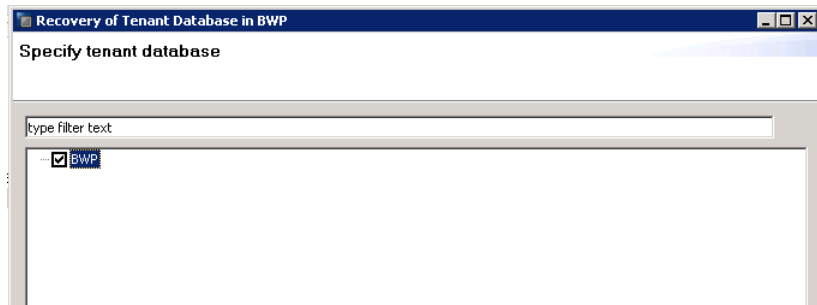 Recovery of Tenant Database in BWP
Specify tenant database
type filter text
BWP